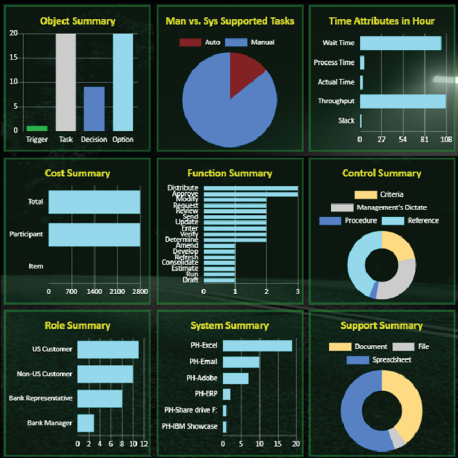 Object Summary
20
15
10
5
0
Trigger Task Decision Option
Man vs. Sys Supported Tasks
Auto Manual
Time Attributes in Hour
Wait Time
Process Time
Actual Time
Throughput
Slack
0 27 54 81 108
Cost Summary
Total
Participant
Item
0 700 1400 2100 2800
Function Summary
Distribute
Approve
Modify
Request
Review
Send
Update
Enter
Verify
Determine
Amend
Develop
Refresh
Consolidate
Estimate
Run
Draft
0 1 2 3
Control Summary
Criteria
Management's Dictate
Procedure Reference
Role Summary
US Customer
Non-US Customer
Bank Representative
Bank Manager
0 2 4 6 8 10 12
System Summary
PH-Excel
PH-Email
PH-Adobe
PH-ERP
PH-Share drive F:
PH-IBM Showcase
0 5 10 15 20
Support Summary
Document File
Spreadsheet